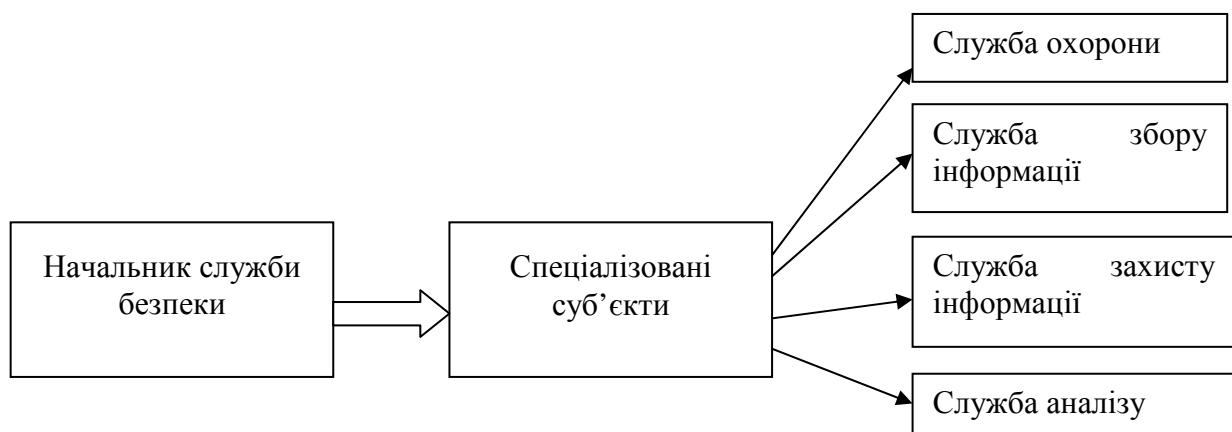 Начальник служби
безпеки
Спеціалізовані
суб’єкти
Служба охорони
Служба збору
інформації
Служба захисту
інформації
Служба аналізу